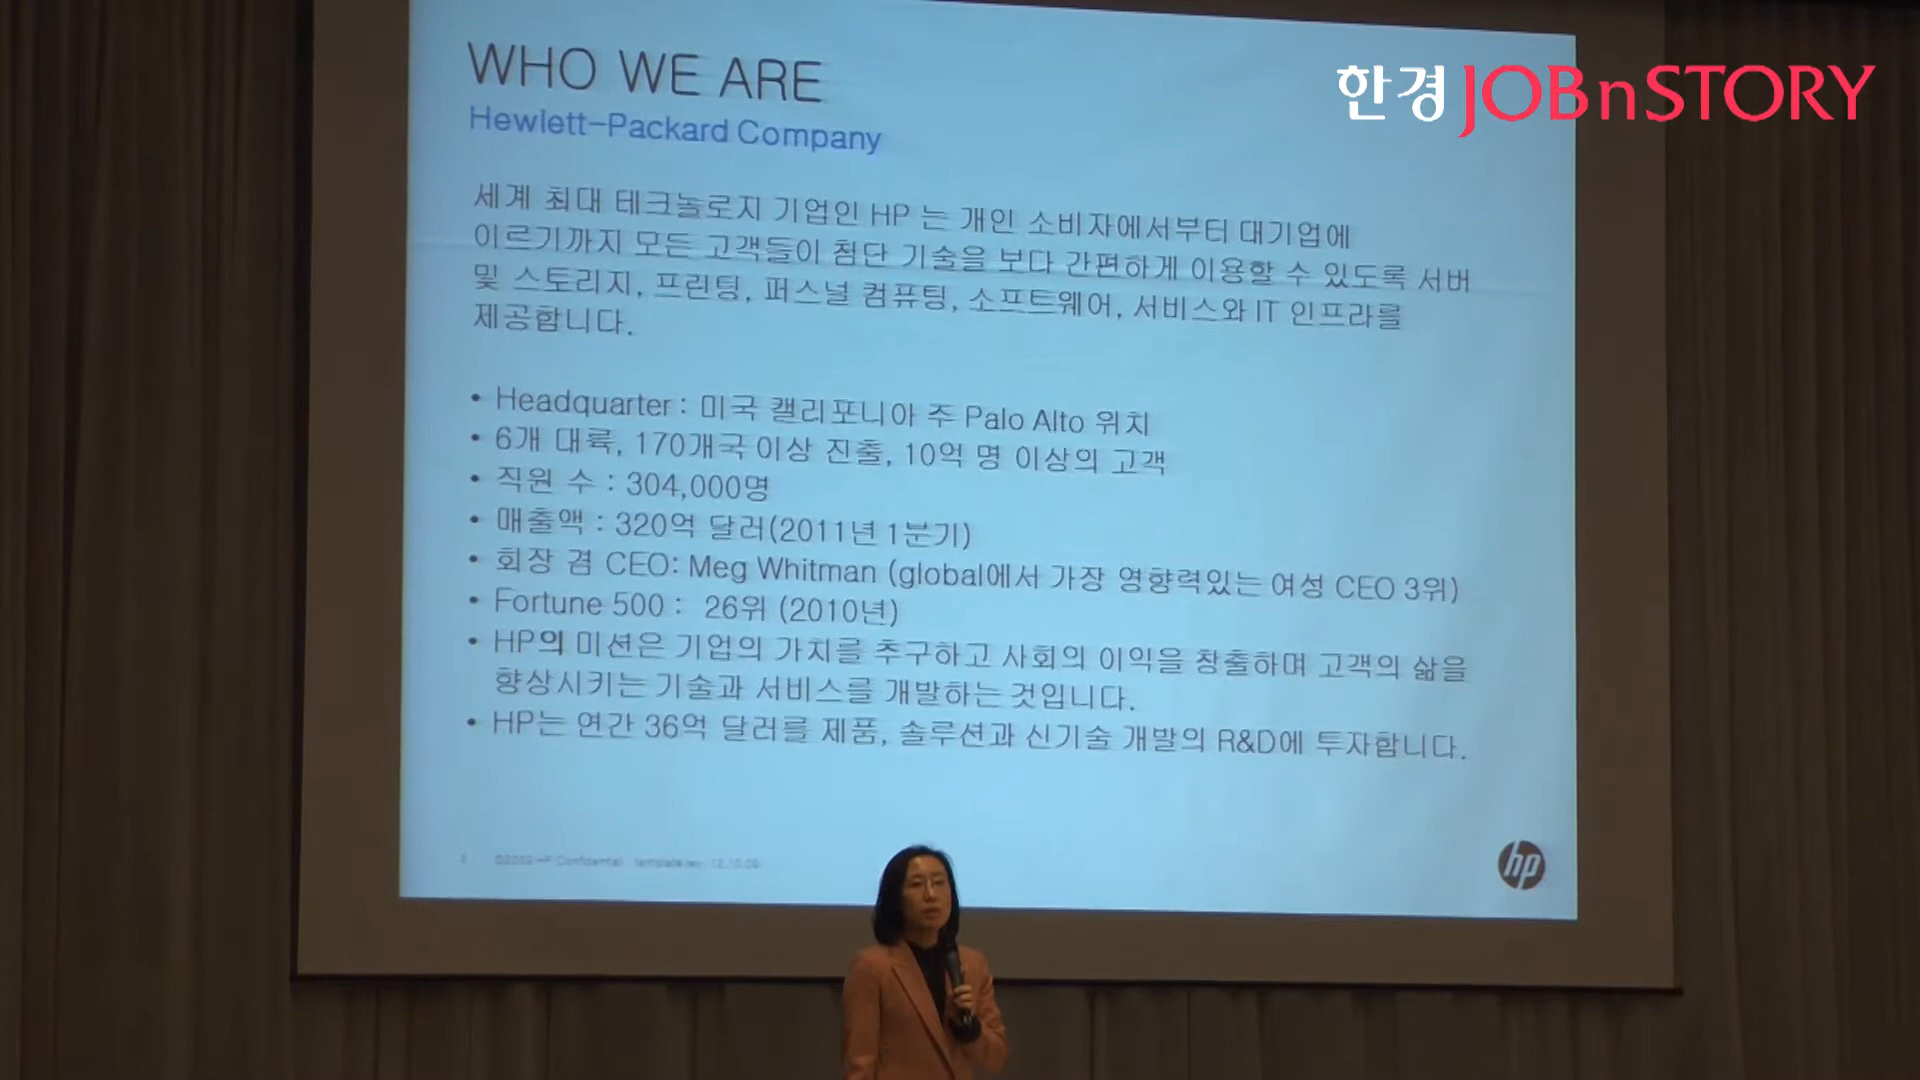 WHO WE ARE
한경 JOBnSTORY
Hewlett-Packard Company
세계 최대 테크놀로지 기업인 HP 는 개인 소비자에서부터 대기업에
이르기까지 모든 고객들이 첨단 기술을 보다 간편하게 이용할 수 있도록 서버
및 스토리지, 프린팅, 퍼스널 컴퓨팅, 소프트웨어, 서비스와 IT 인프라를
제공합니다.
• Headquarter : 미국 캘리포니아 주 Palo Alto 위치
• 6개 대륙, 170개국 이상 진출, 10억 명 이상의 고객
• 직원 수 : 304,000명
• 매출액 : 320억 달러(2011년 1분기)
• 회장 겸 CEO: Meg Whitman (global에서 가장 영향력있는 여성 CEO 3위)
• Fortune 500 : 26위 (2010년)
• HP의 미션은 기업의 가치를 추구하고 사회의 이익을 창출하며 고객의 삶을
향상시키는 기술과 서비스를 개발하는 것입니다.
• HP는 연간 36억 달러를 제품, 솔루션과 신기술 개발의 R&D에 투자합니다.
HP Confidential
hp